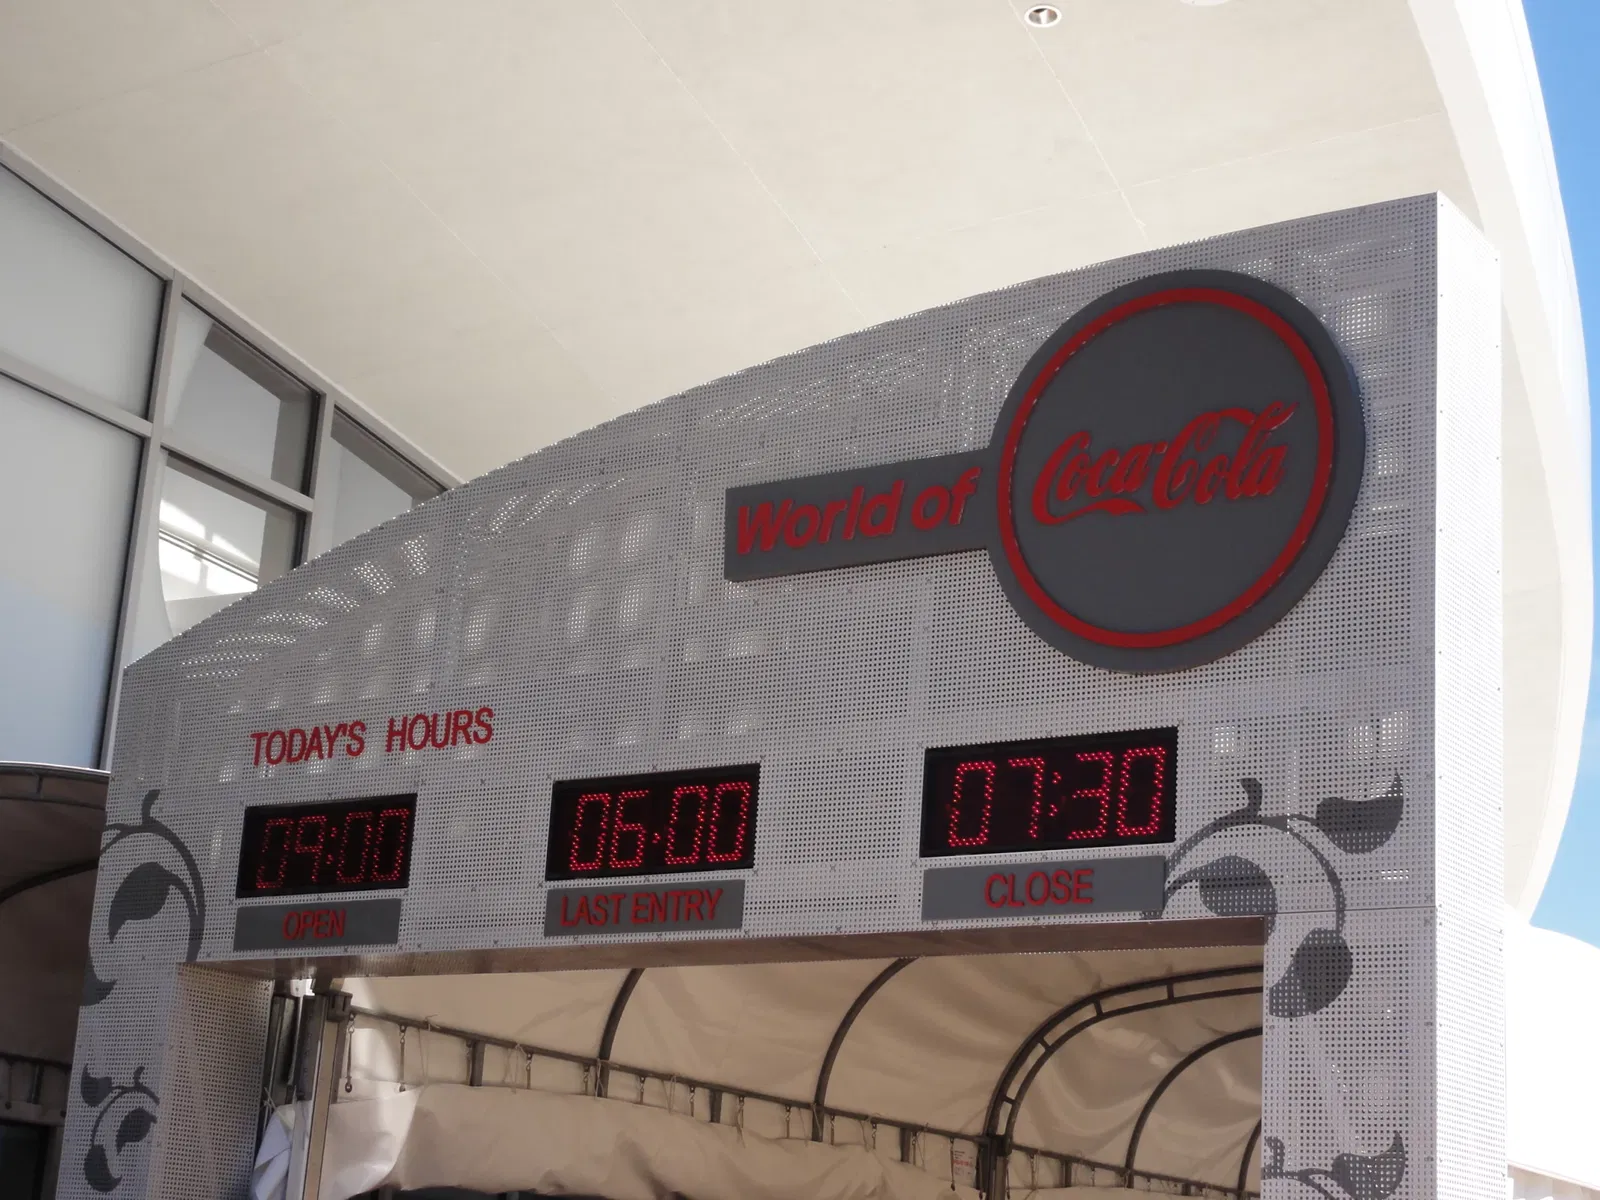 World of
Coca-Cola
TODAY'S HOURS
09:00
06:00
07:30
OPEN
LAST ENTRY
CLOSE